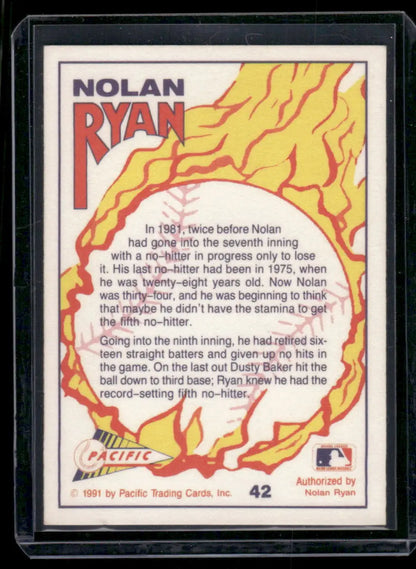 NOLAN
RYAN
In 1981, twice before Nolan
had gone into the seventh inning
with a no-hitter in progress only to lose
it. His last no-hitter had been in 1975, when
he was twenty-eight years old. Now Nolan
was thirty-four, and he was beginning to think
that maybe he didn't have the stamina to get
the fifth no-hitter.
Going into the ninth inning, he had retired six-
teen straight batters and given up no hits in
the game. On the last out Dusty Baker hit the
ball down to third base; Ryan knew he had the
record-setting fifth no-hitter.
PACIFIC
© 1991 by Pacific Trading Cards, Inc.
42
Authorized by
Nolan Ryan